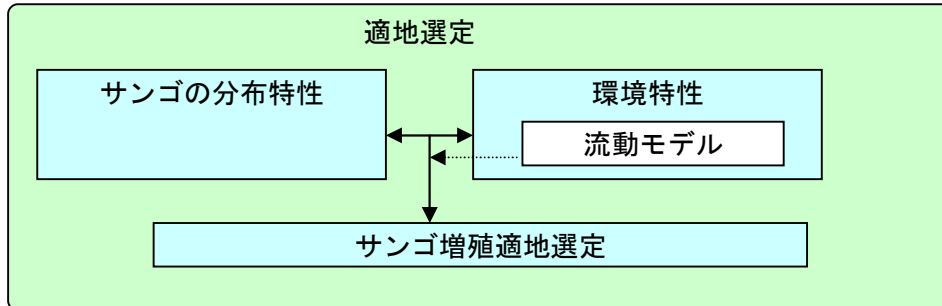 適地選定
サンゴの分布特性
環境特性
流動モデル
サンゴ増殖適地選定